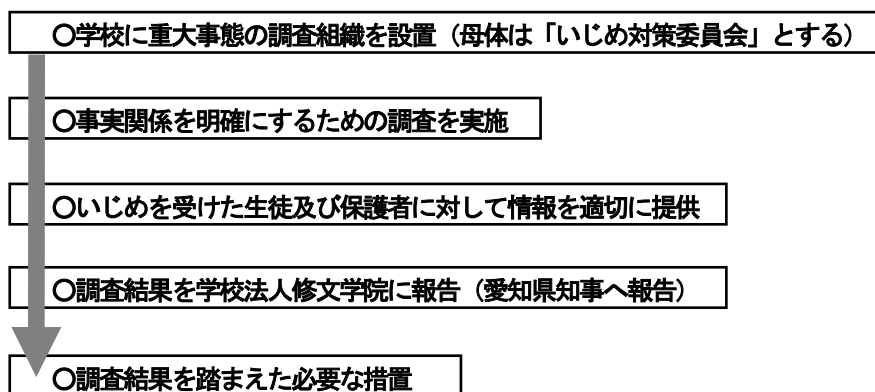 ○学校に重大事態の調査組織を設置（母体は「いじめ対策委員会」とする）
○事実関係を明確にするための調査を実施
○いじめを受けた生徒及び保護者に対して情報を適切に提供
○調査結果を学校法人修文学院に報告（愛知県知事へ報告）
○調査結果を踏まえた必要な措置